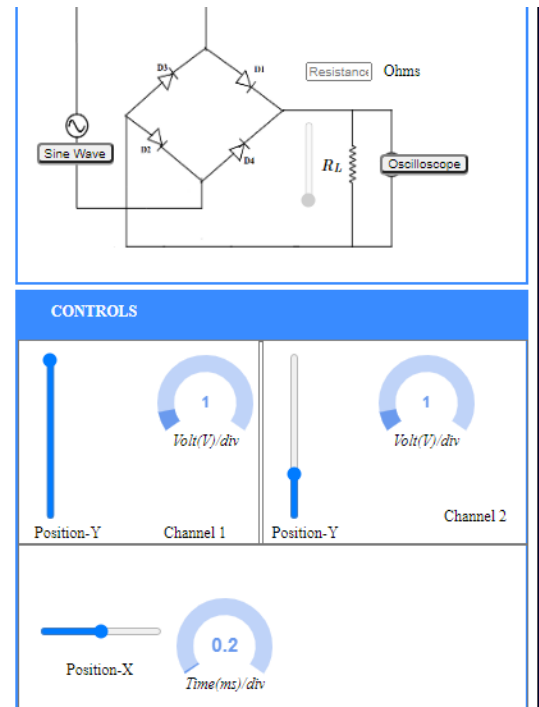 D3
D1
Resistance Ohms
Sine Wave
D2
D4
RL
Oscilloscope
CONTROLS
1
Volt(V)/div
1
Volt(V)/div
Position-Y
Channel 1
Position-Y
Channel 2
0.2
Position-X
Time(ms)/div